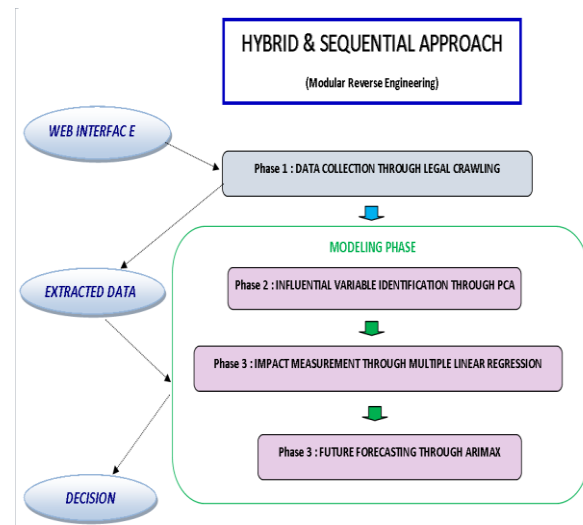 HYBRID & SEQUENTIAL APPROACH
(Modular Reverse Engineering)
WEB INTERFAC E
Phase 1 : DATA COLLECTION THROUGH LEGAL CRAWLING
MODELING PHASE
EXTRACTED DATA
Phase 2 : INFLUENTIAL VARIABLE IDENTIFICATION THROUGH PCA
Phase 3 : IMPACT MEASUREMENT THROUGH MULTIPLE LINEAR REGRESSION
Phase 3 : FUTURE FORECASTING THROUGH ARIMAX
DECISION